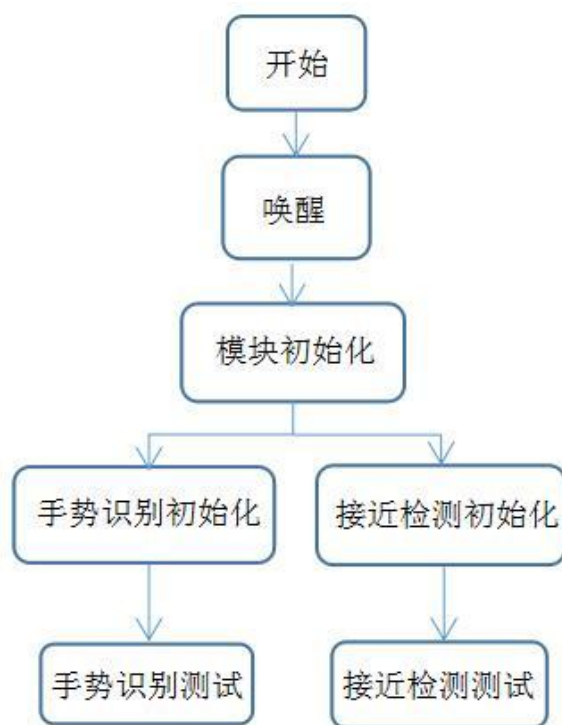 开始
唤醒
模块初始化
手势识别初始化
接近检测初始化
手势识别测试
接近检测测试